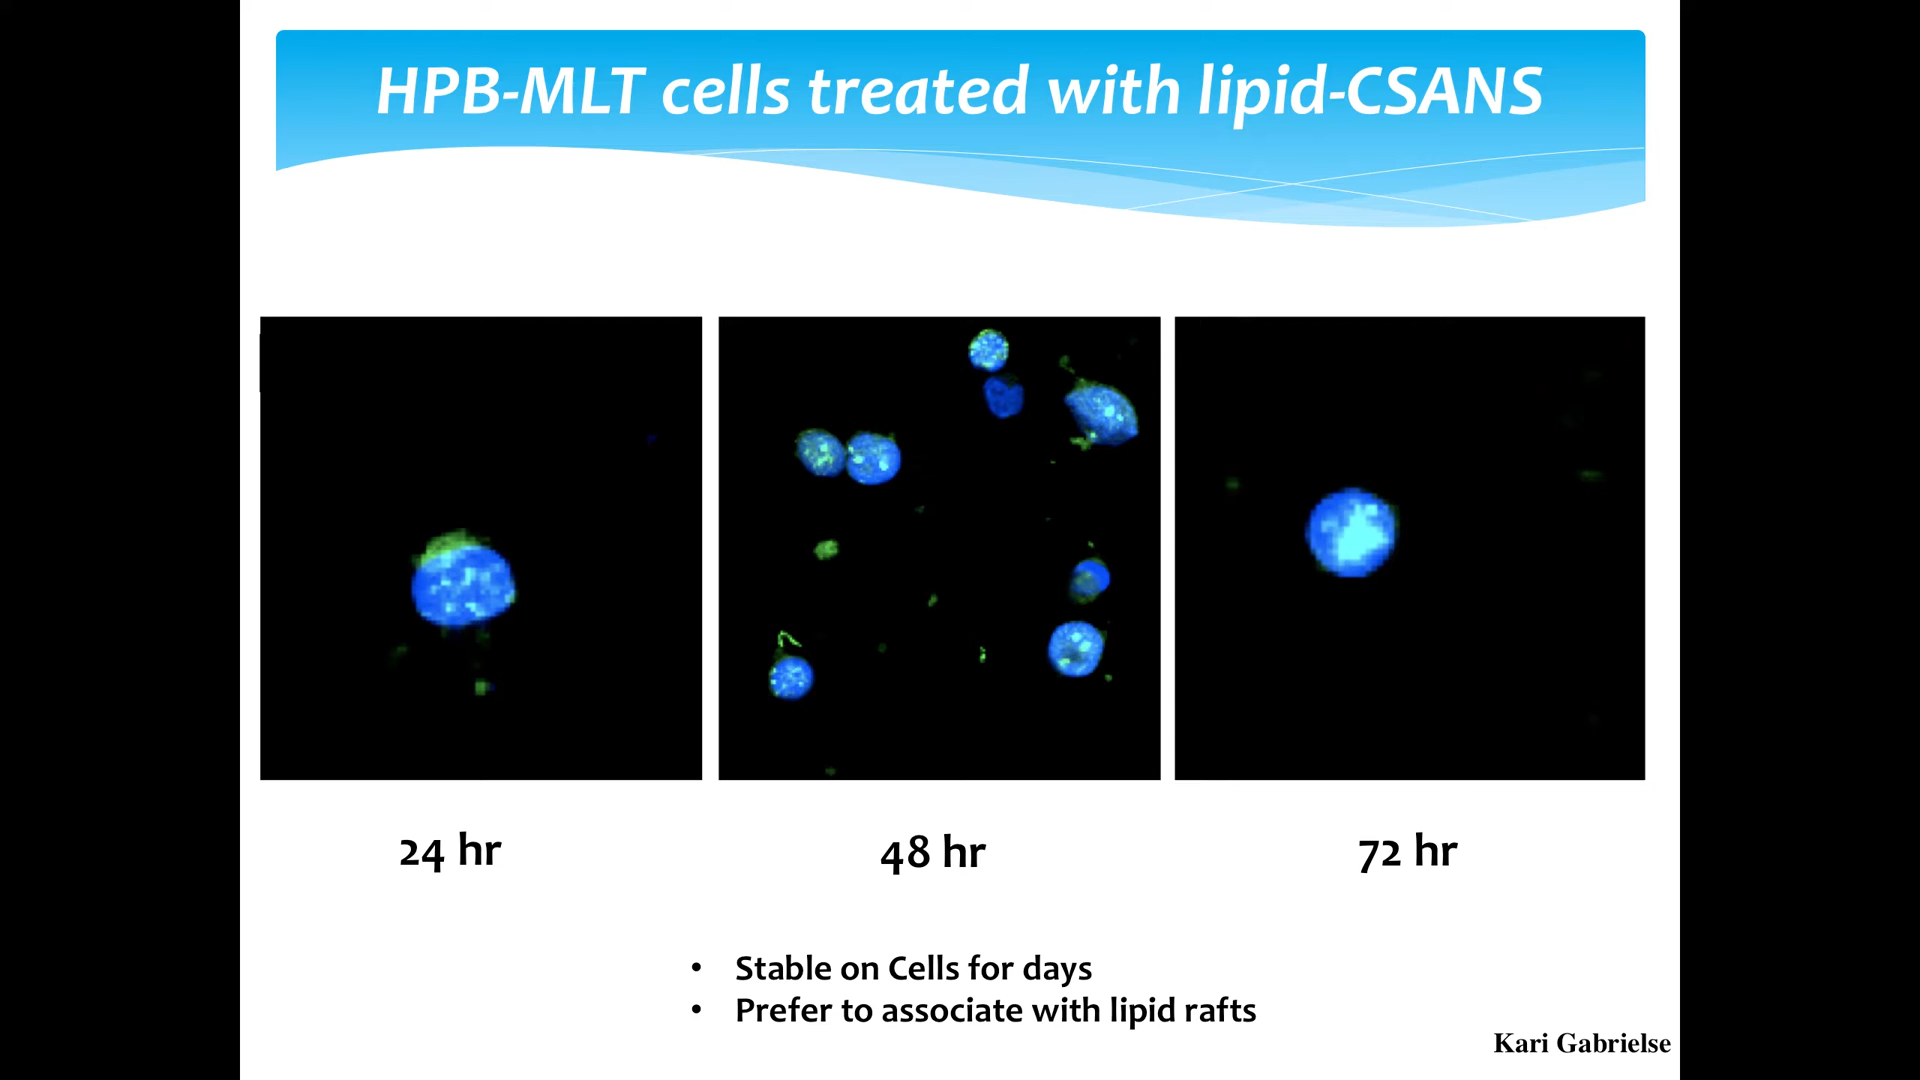 HPB-MLT cells treated with lipid-CSANS
24 hr
48 hr
72 hr
• Stable on Cells for days
• Prefer to associate with lipid rafts
Kari Gabrielse